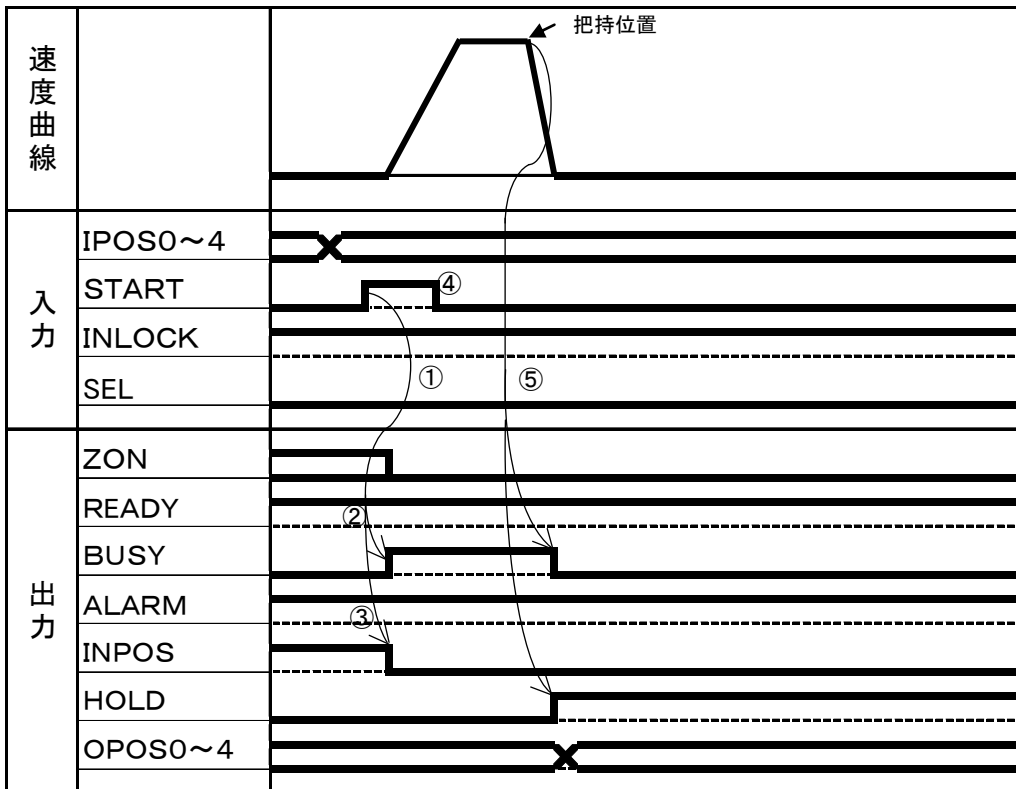 把持位置
速度曲線
入力
IPOS0～4
START
④
INLOCK
①
⑤
SEL
出力
ZON
READY
②
BUSY
ALARM
③
INPOS
HOLD
OPOS0～4